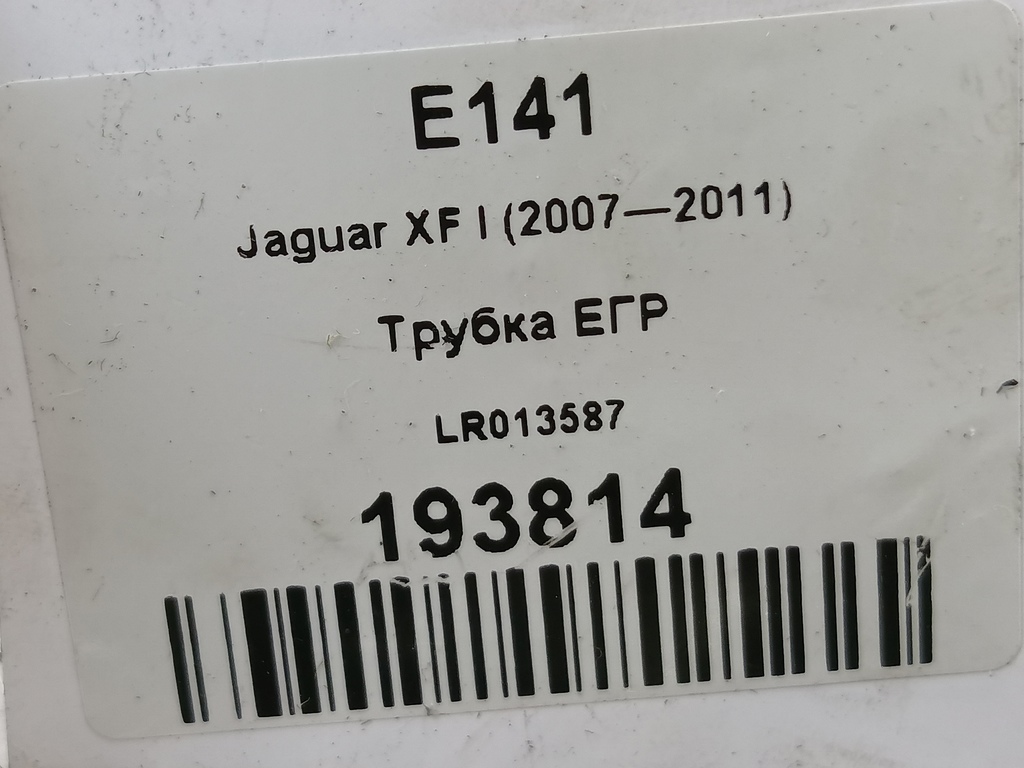 E141
Jaguar XF I (2007—2011)
Трубка ЕГР
LR013587
193814